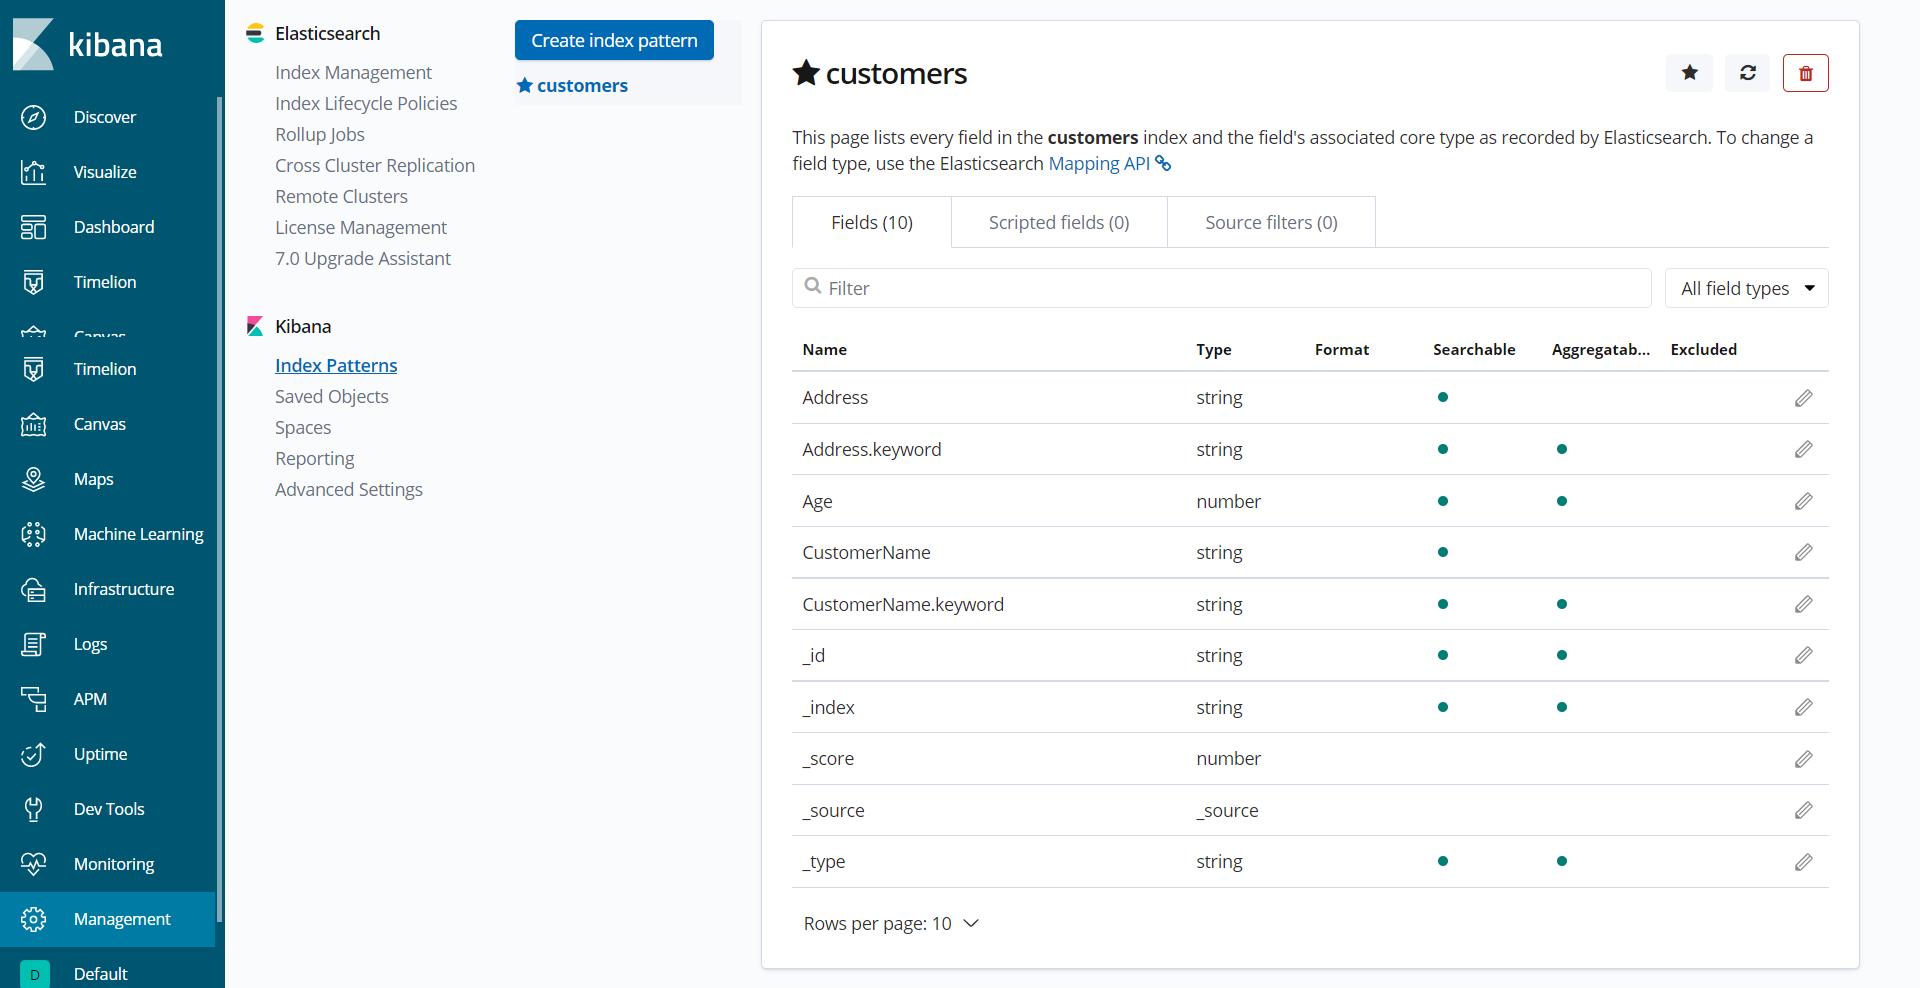 kibana
Discover
Visualize
Dashboard
Timelion
Canvas
Timelion
Canvas
Maps
Machine Learning
Infrastructure
Logs
APM
Uptime
Dev Tools
Monitoring
Management
D Default
Elasticsearch
Index Management
Index Lifecycle Policies
Rollup Jobs
Cross Cluster Replication
Remote Clusters
License Management
7.0 Upgrade Assistant
Kibana
Index Patterns
Saved Objects
Spaces
Reporting
Advanced Settings
Create index pattern
customers
customers
This page lists every field in the customers index and the field's associated core type as recorded by Elasticsearch. To change a
field type, use the Elasticsearch Mapping API
Fields (10) Scripted fields (0) Source filters (0)
Filter All field types
Name Type Format Searchable Aggregatab... Excluded
Address string
Address.keyword string
Age number
CustomerName string
CustomerName.keyword string
_id string
_index string
_score number
_source _source
_type string
Rows per page: 10